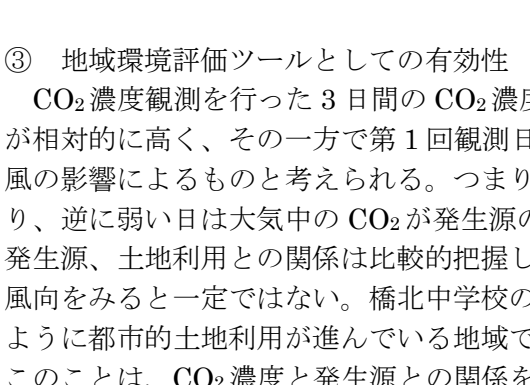 ③ 地域環境評価ツールとしての有効性
CO₂濃度観測を行った 3 日間の CO₂濃度
が相対的に高く、その一方で第 1 回観測日
風の影響によるものと考えられる。つまり
り、逆に弱い日は大気中の CO₂が発生源の
発生源、土地利用との関係は比較的把握し
風向をみると一定ではない。橋北中学校の
ように都市的土地利用が進んでいる地域で
このことは、CO₂濃度と発生源との関係を